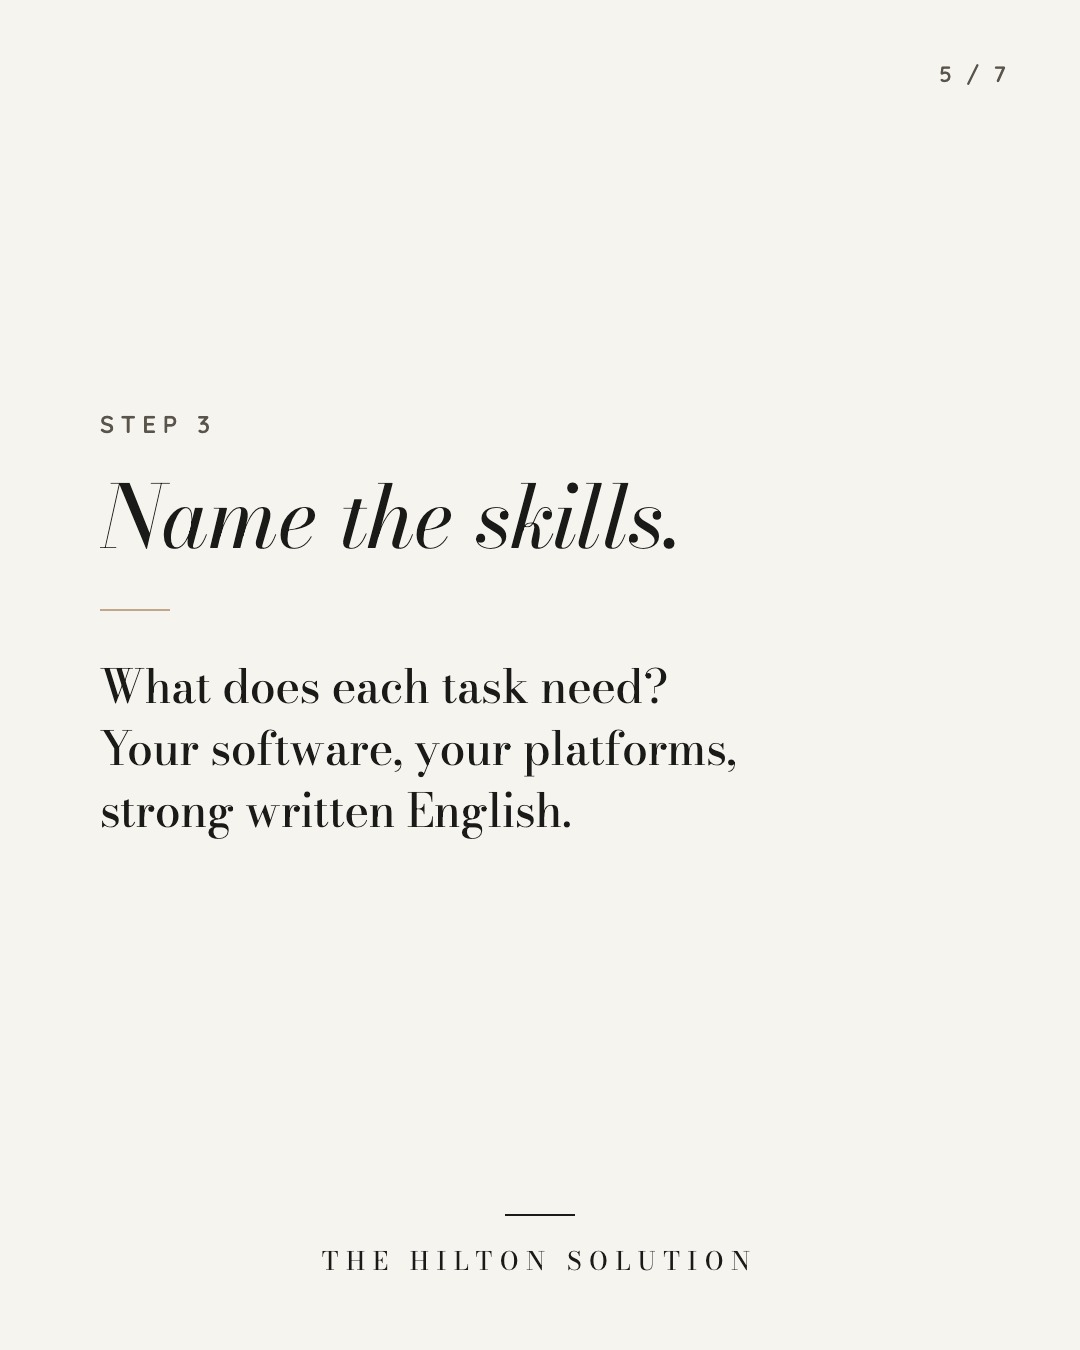 5 / 7
STEP 3
Name the skills.
What does each task need?
Your software, your platforms,
strong written English.
THE HILTON SOLUTION